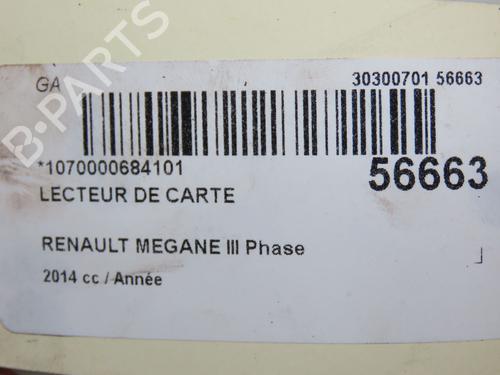 GA
30300701 56663
*1070000684101
56663
LECTEUR DE CARTE
RENAULT MEGANE III Phase
2014 cc / Année
B-PARTS